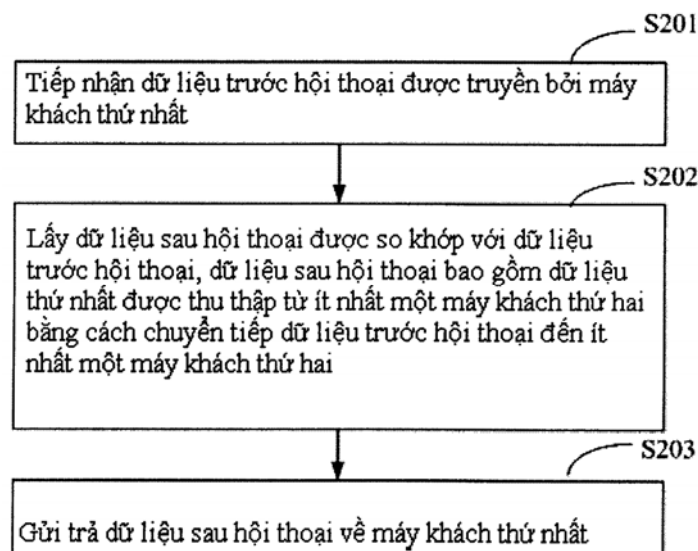 S201
Tiếp nhận dữ liệu trước hội thoại được truyền bởi máy
khách thứ nhất
S202
Lấy dữ liệu sau hội thoại được so khớp với dữ liệu
trước hội thoại, dữ liệu sau hội thoại bao gồm dữ liệu
thứ nhất được thu thập từ ít nhất một máy khách thứ hai
bằng cách chuyển tiếp dữ liệu trước hội thoại đến ít
nhất một máy khách thứ hai
S203
Gửi trả dữ liệu sau hội thoại về máy khách thứ nhất